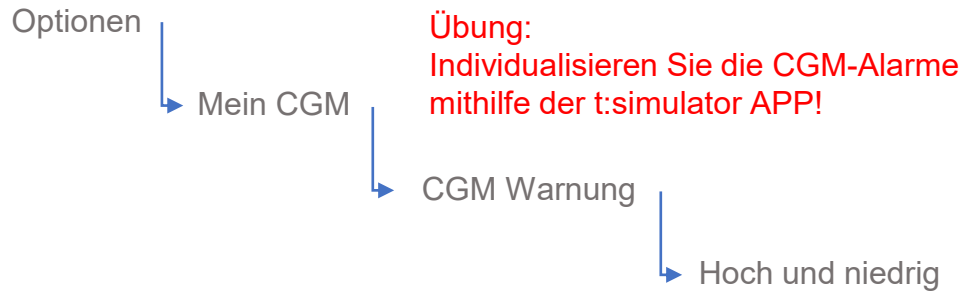 Optionen
Übung:
Individualisieren Sie die CGM-Alarme
mithilfe der t:simulator APP!
Mein CGM
CGM Warnung
Hoch und niedrig